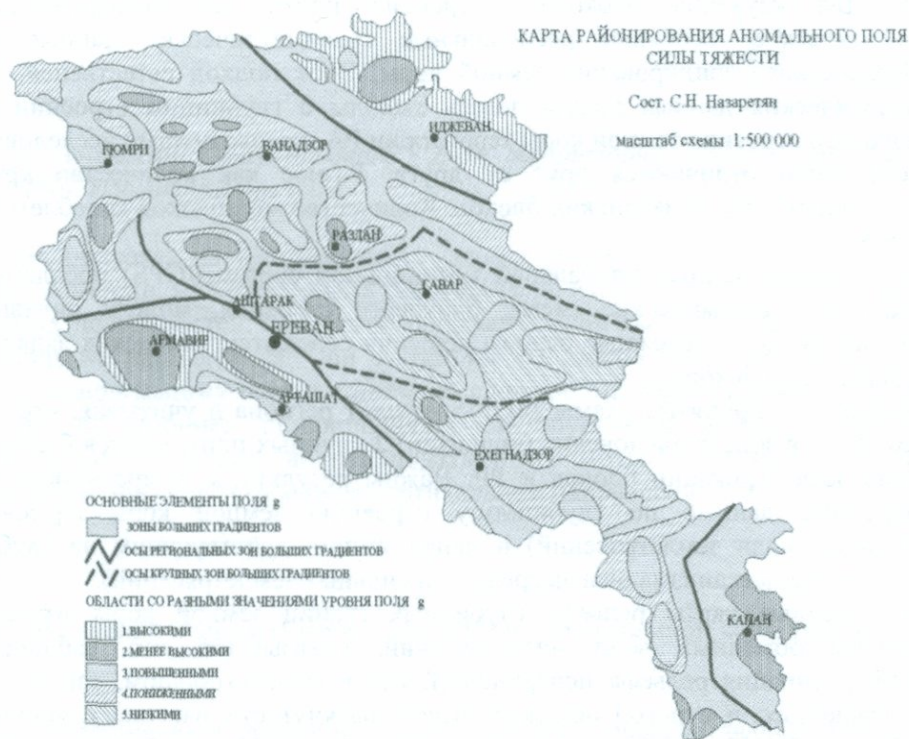 КАРТА РАЙОНИРОВАНИЯ АНОМАЛЬНОГО ПОЛЯ
СИЛЫ ТЯЖЕСТИ
Сост. С.Н. Назаретян
масштаб схемы 1:500 000
ИДЖЕВАН
ГЮМРИ
ВАНАДЗОР
РАЗДАН
ГАВАР
АШТАРАК
ЕРЕВАН
АРМАВИР
АРТАШАТ
ЕХЕГНАДЗОР
КАПАН
ОСНОВНЫЕ ЭЛЕМЕНТЫ ПОЛЯ g
ЗОНЫ БОЛЬШИХ ГРАДИЕНТОВ
ОСЫ РЕГИОНАЛЬНЫХ ЗОН БОЛЬШИХ ГРАДИЕНТОВ
ОСЫ КРУПНЫХ ЗОН БОЛЬШИХ ГРАДИЕНТОВ
ОБЛАСТИ СО РАЗНЫМИ ЗНАЧЕНИЯМИ УРОВНЯ ПОЛЯ g
1.ВЫСОКИМИ
2.МЕНЕЕ ВЫСОКИМИ
3.ПОВЫШЕННЫМИ
4.ПОНИЖЕННЫМИ
5.НИЗКИМИ